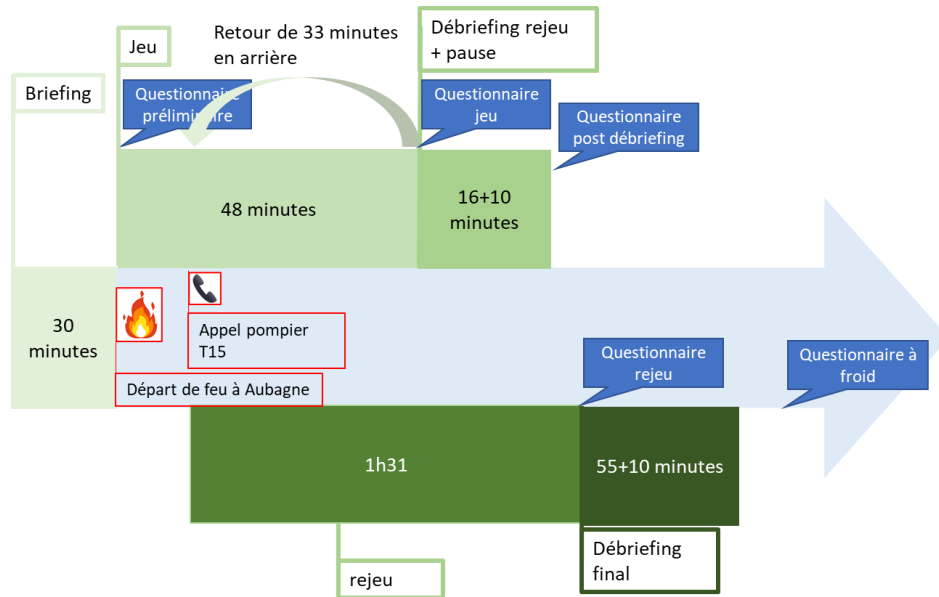 Jeu
Retour de 33 minutes
en arrière
Débriefing rejeu
+ pause
Briefing
Questionnaire
préliminaire
Questionnaire
jeu
Questionnaire
post débriefing
48 minutes
16+10
minutes
30
minutes
Appel pompier
T15
Départ de feu à Aubagne
Questionnaire
rejeu
Questionnaire à
froid
1h31
55+10 minutes
Débriefing
final
rejeu